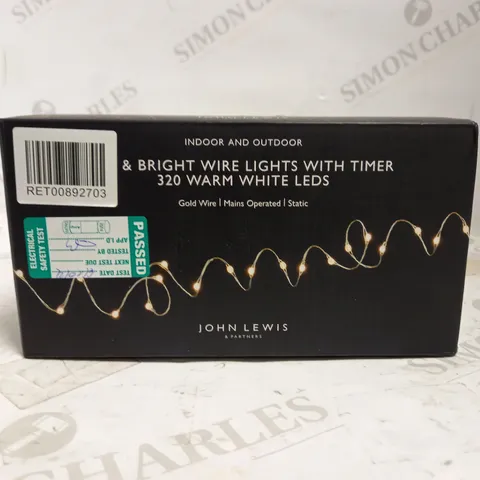 SIMON CHARLES
SIMON CHARLES
INDOOR AND OUTDOOR
& BRIGHT WIRE LIGHTS WITH TIMER
320 WARM WHITE LEDS
Gold Wire | Mains Operated | Static
RET00892703
ELECTRICAL
SAFETY TEST
TEST DATE
NEXT TEST DUE
TESTED BY
APP I.D
PASSED
JOHN LEWIS
& PARTNERS